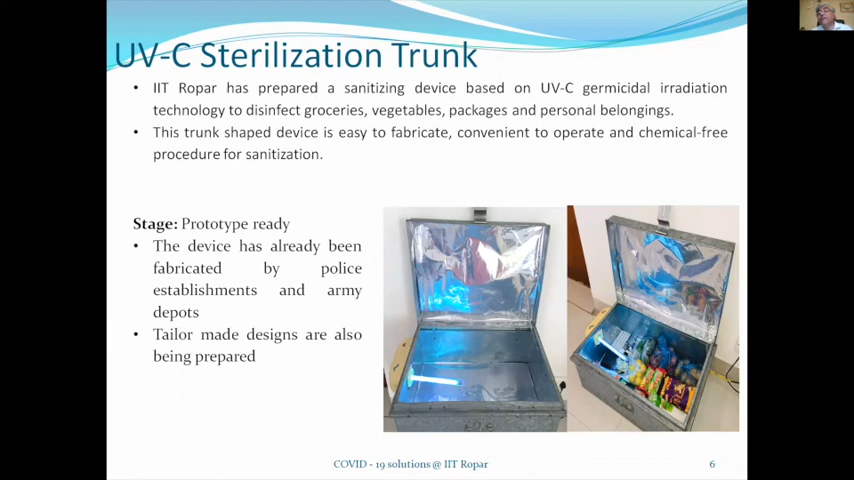 UV-C Sterilization Trunk
• IIT Ropar has prepared a sanitizing device based on UV-C germicidal irradiation
technology to disinfect groceries, vegetables, packages and personal belongings.
• This trunk shaped device is easy to fabricate, convenient to operate and chemical-free
procedure for sanitization.
Stage: Prototype ready
• The device has already been
fabricated by police
establishments and army
depots
• Tailor made designs are also
being prepared
COVID - 19 solutions @ IIT Ropar
6